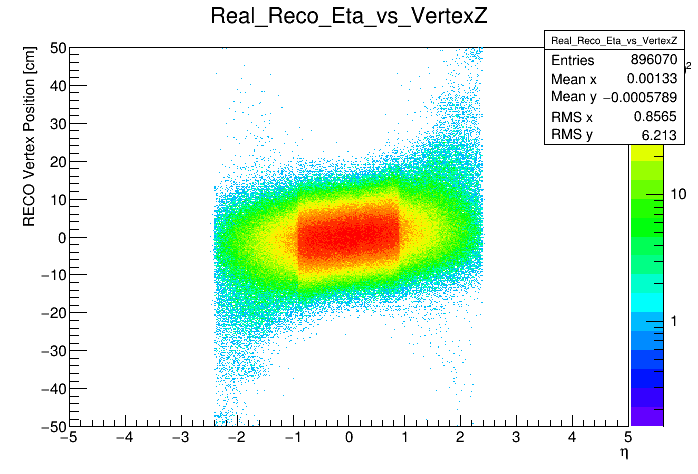 Real_Reco_Eta_vs_VertexZ
Real_Reco_Eta_vs_VertexZ
Entries 896070
Mean x 0.00133
Mean y −0.0005789
RMS x 0.8565
RMS y 6.213
RECO Vertex Position [cm]
50
40
30
20
10
0
−10
−20
−30
−40
−50
−5 −4 −3 −2 −1 0 1 2 3 4 5
η
2
10
1